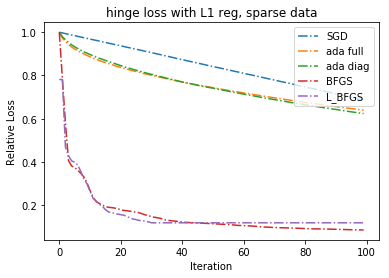 hinge loss with L1 reg, sparse data
SGD
ada full
ada diag
BFGS
L_BFGS
1.0
0.8
0.6
0.4
0.2
Relative Loss
0
20
40
60
80
100
Iteration